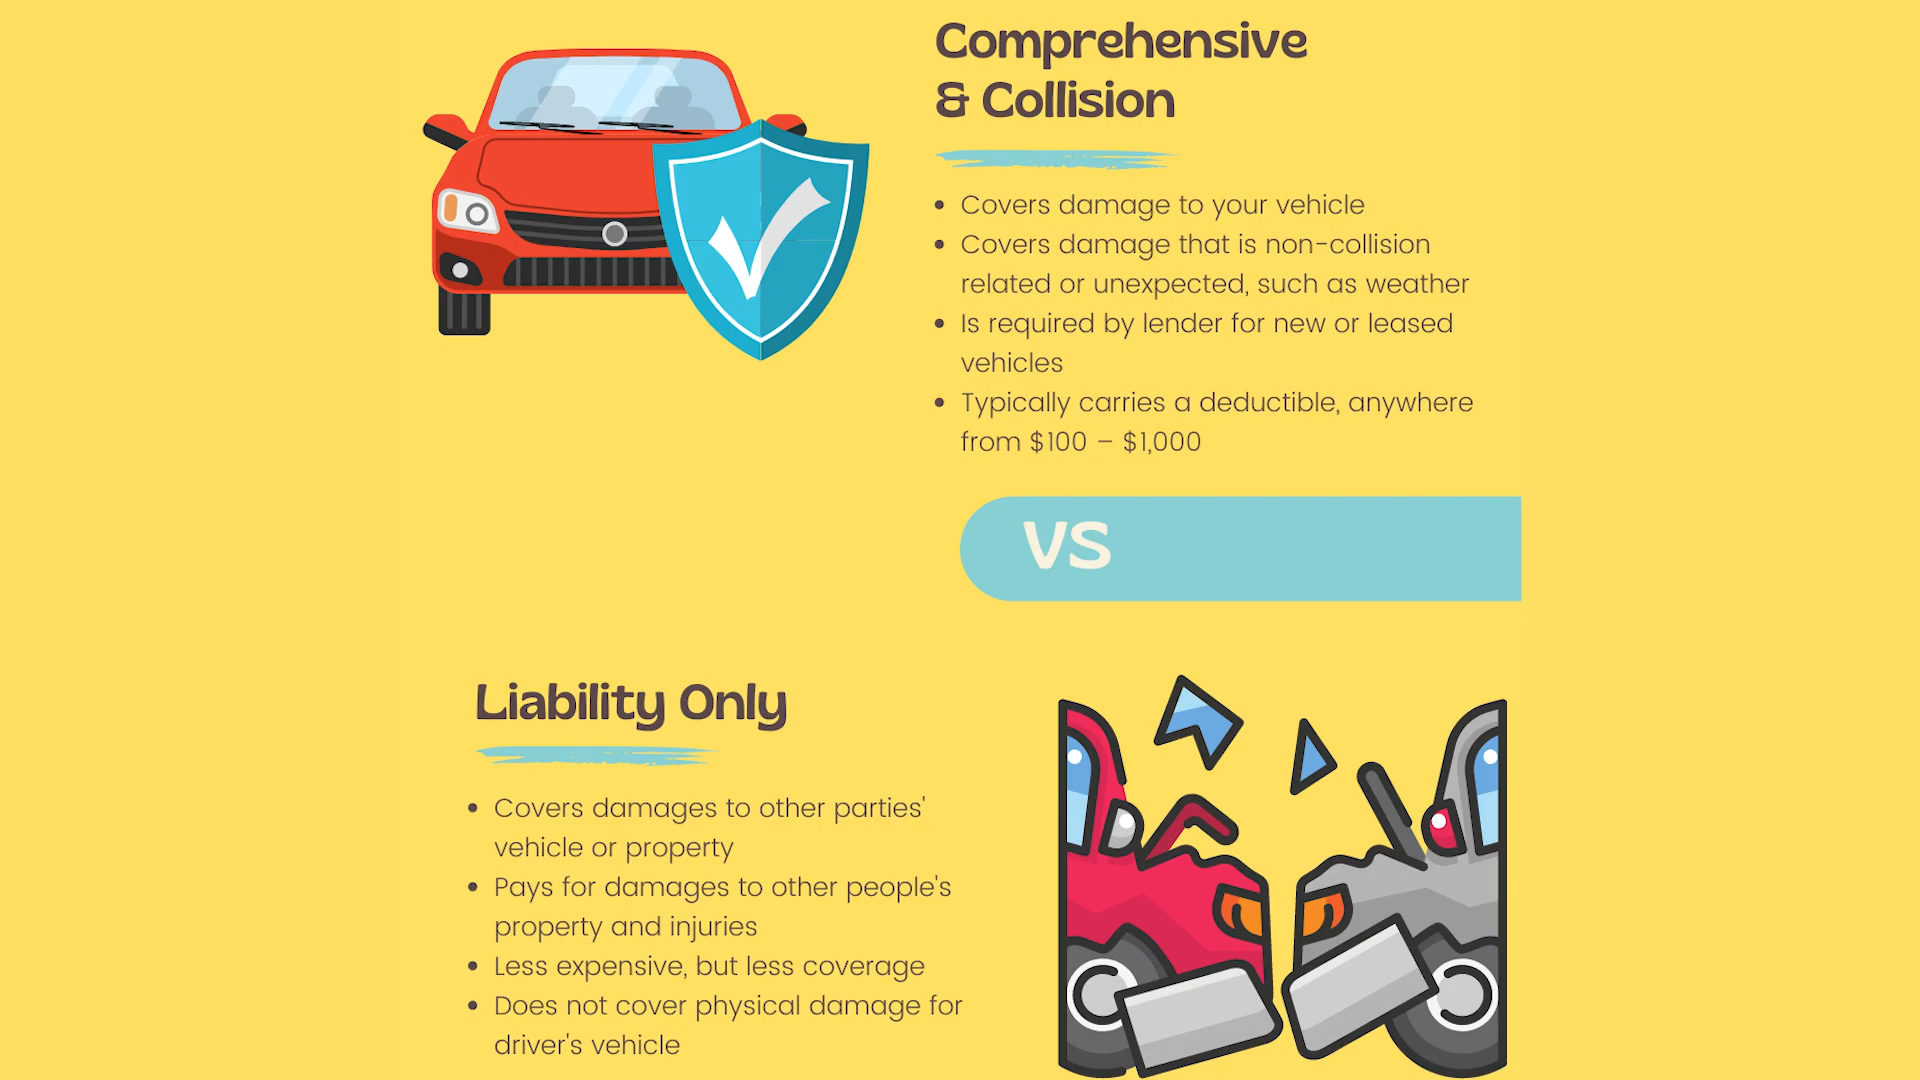 Comprehensive
& Collision
• Covers damage to your vehicle
• Covers damage that is non-collision
related or unexpected, such as weather
• Is required by lender for new or leased
vehicles
• Typically carries a deductible, anywhere
from $100 – $1,000
VS
Liability Only
• Covers damages to other parties'
vehicle or property
• Pays for damages to other people's
property and injuries
• Less expensive, but less coverage
• Does not cover physical damage for
driver's vehicle